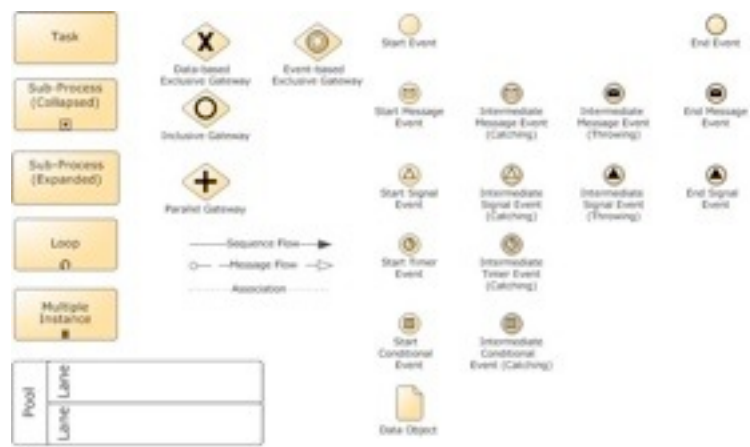 Task
Data-based
Exclusive Gateway
Event-based
Exclusive Gateway
Start Event
End Event
Sub-Process
(Collapsed)
Inclusive Gateway
Start Message
Event
Intermediate
Message Event
(Catching)
Intermediate
Message Event
(Throwing)
End Message
Event
Sub-Process
(Expanded)
Parallel Gateway
Start Signal
Event
Intermediate
Signal Event
(Catching)
Intermediate
Signal Event
(Throwing)
End Signal
Event
Loop
Sequence Flow
Message Flow
Association
Start Timer
Event
Intermediate
Timer Event
(Catching)
Multiple
Instance
Start
Conditional
Event
Intermediate
Conditional
Event (Catching)
Pool
Lane
Lane
Data Object